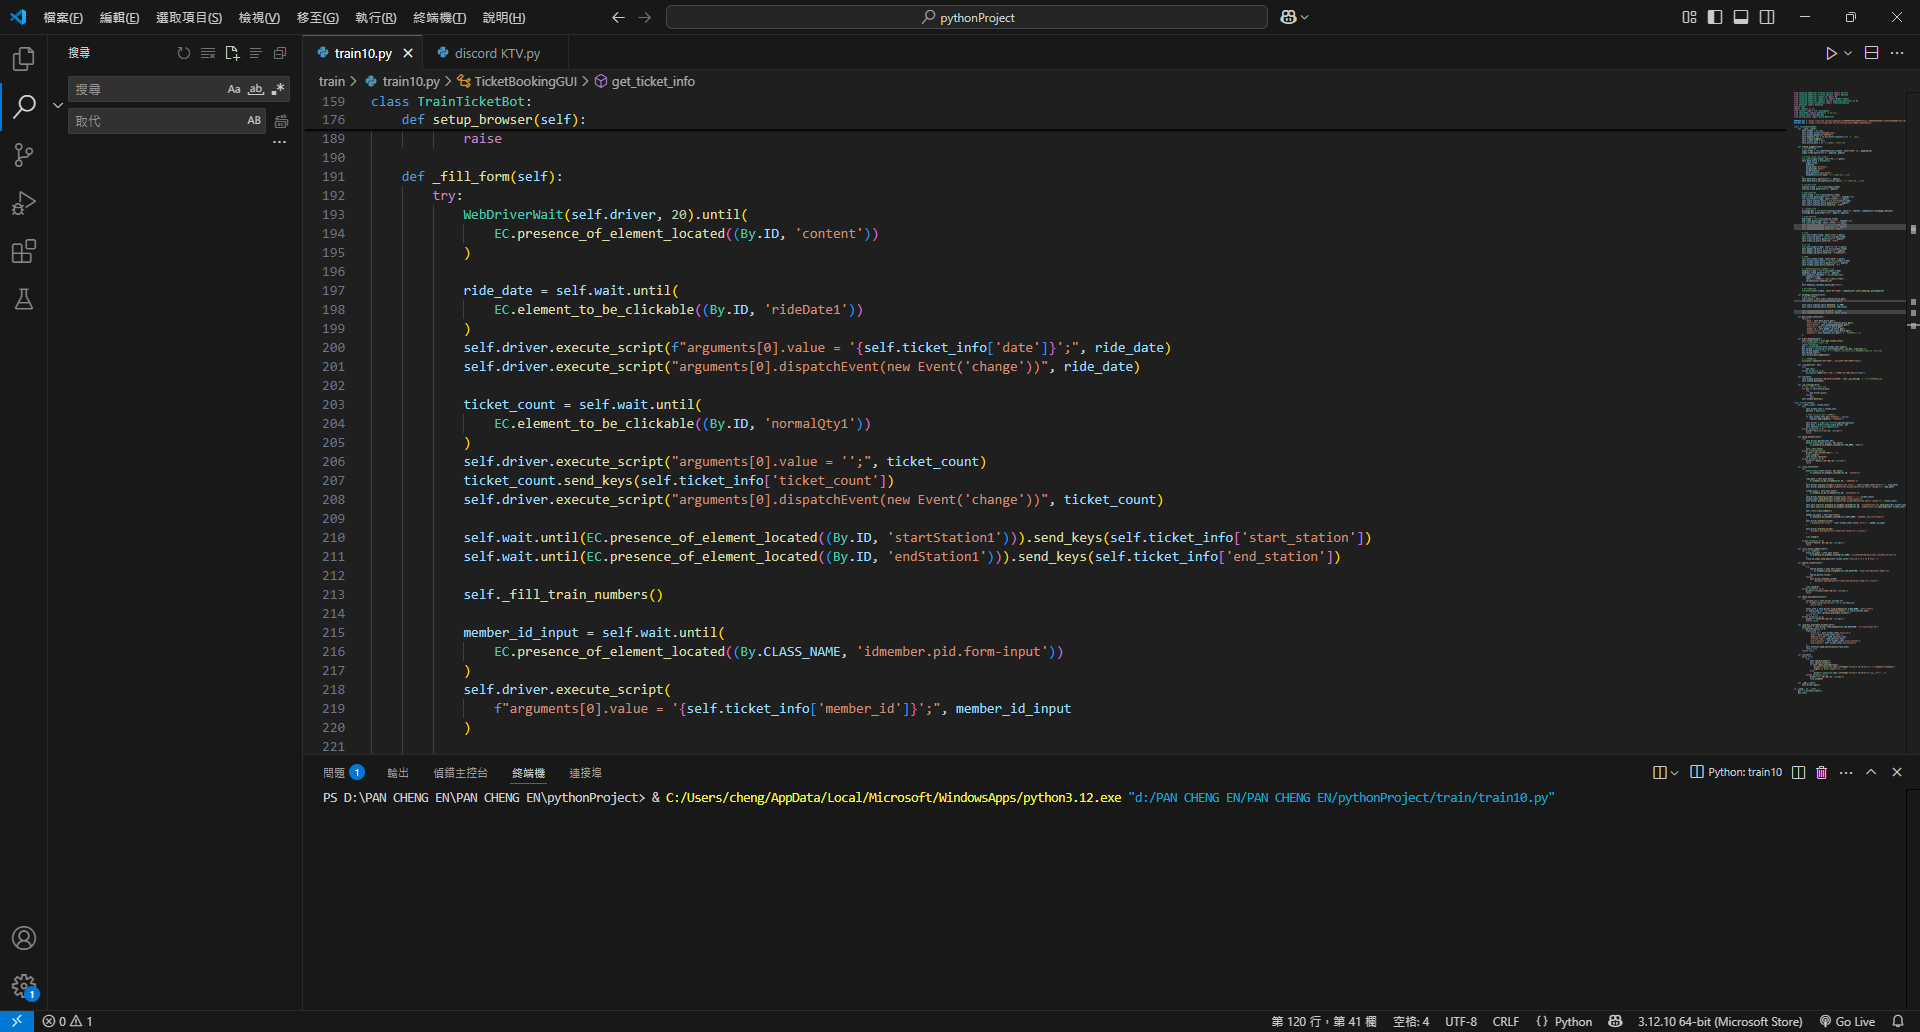 檔案(F) 編輯(E) 選取項目(S) 檢視(V) 移至(G) 執行(R) 終端機(T) 說明(H) pythonProject
搜尋
搜尋 Aa ab
取代 AB
train10.py discord KTV.py
train > train10.py > TicketBookingGUI > get_ticket_info
159 class TrainTicketBot:
176 def setup_browser(self):
189 raise
190
191 def _fill_form(self):
192 try:
193 WebDriverWait(self.driver, 20).until(
194 EC.presence_of_element_located((By.ID, 'content'))
195 )
196
197 ride_date = self.wait.until(
198 EC.element_to_be_clickable((By.ID, 'rideDate1'))
199 )
200 self.driver.execute_script(f"arguments[0].value = '{self.ticket_info['date']}';", ride_date)
201 self.driver.execute_script("arguments[0].dispatchEvent(new Event('change'))", ride_date)
202
203 ticket_count = self.wait.until(
204 EC.element_to_be_clickable((By.ID, 'normalQty1'))
205 )
206 self.driver.execute_script("arguments[0].value = '';", ticket_count)
207 ticket_count.send_keys(self.ticket_info['ticket_count'])
208 self.driver.execute_script("arguments[0].dispatchEvent(new Event('change'))", ticket_count)
209
210 self.wait.until(EC.presence_of_element_located((By.ID, 'startStation1'))).send_keys(self.ticket_info['start_station'])
211 self.wait.until(EC.presence_of_element_located((By.ID, 'endStation1'))).send_keys(self.ticket_info['end_station'])
212
213 self._fill_train_numbers()
214
215 member_id_input = self.wait.until(
216 EC.presence_of_element_located((By.CLASS_NAME, 'idmember.pid.form-input'))
217 )
218 self.driver.execute_script(
219 f"arguments[0].value = '{self.ticket_info['member_id']}';", member_id_input
220 )
221
問題 1 輸出 偵錯主控台 終端機 連接埠 Python: train10
PS D:\PAN CHENG EN\PAN CHENG EN\pythonProject> & C:/Users/cheng/AppData/Local/Microsoft/WindowsApps/python3.12.exe "d:/PAN CHENG EN/PAN CHENG EN/pythonProject/train/train10.py"
1
0 1 第 120 行，第 41 欄 空格: 4 UTF-8 CRLF {} Python 3.12.10 64-bit (Microsoft Store) Go Live